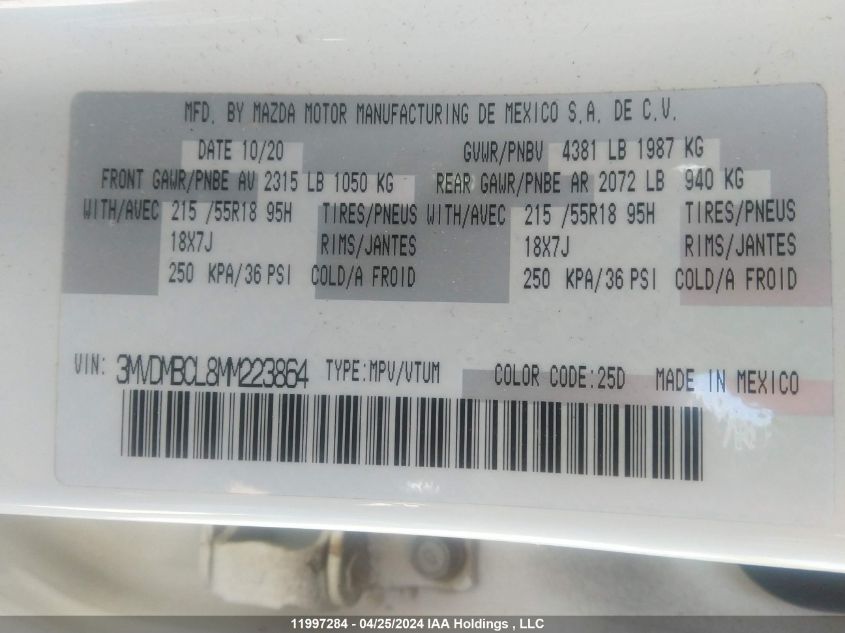 MFD. BY MAZDA MOTOR MANUFACTURING DE MEXICO S.A. DE C.V.
DATE 10/20 GVWR/PNBV 4381 LB 1987 KG
FRONT GAWR/PNBE AV 2315 LB 1050 KG REAR GAWR/PNBE AR 2072 LB 940 KG
WITH/AVEC 215 /55R18 95H TIRES/PNEUS WITH/AVEC 215 /55R18 95H TIRES/PNEUS
18X7J RIMS/JANTES 18X7J RIMS/JANTES
250 KPA/36 PSI COLD/A FROID 250 KPA/36 PSI COLD/A FROID
VIN: 3MVDMBCL8MM223864 TYPE:MPV/VTUM COLOR CODE:25D MADE IN MEXICO
11997284 - 04/25/2024 IAA Holdings , LLC